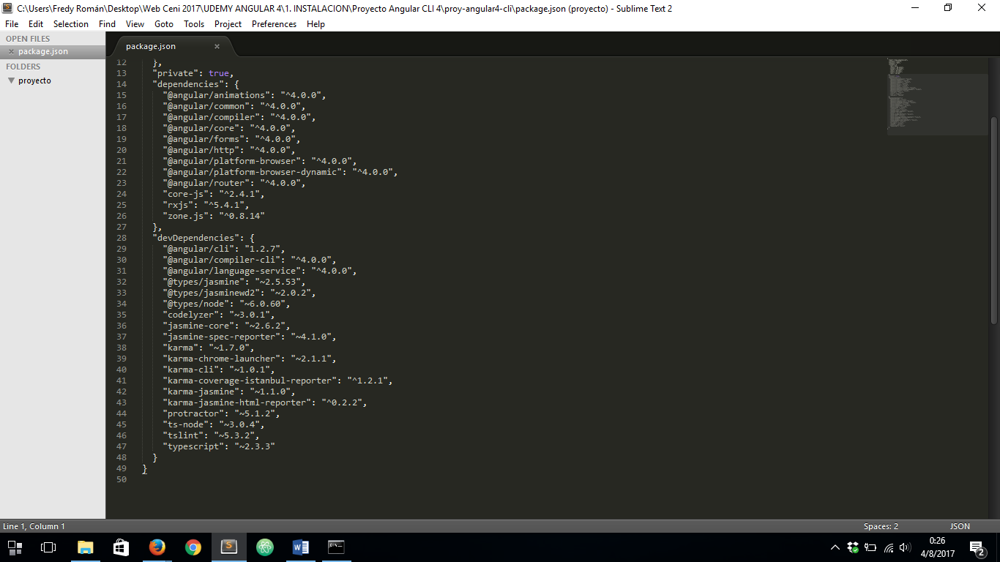 C:\Users\Fredy Román\Desktop\Web Ceni 2017\UDEMY ANGULAR 4\1. INSTALACION\Proyecto Angular CLI 4\proy-angular4-cli\package.json (proyecto) - Sublime Text 2
File Edit Selection Find View Goto Tools Project Preferences Help
OPEN FILES
package.json
FOLDERS
proyecto
package.json
12 },
13 "private": true,
14 "dependencies": {
15 "@angular/animations": "^4.0.0",
16 "@angular/common": "^4.0.0",
17 "@angular/compiler": "^4.0.0",
18 "@angular/core": "^4.0.0",
19 "@angular/forms": "^4.0.0",
20 "@angular/http": "^4.0.0",
21 "@angular/platform-browser": "^4.0.0",
22 "@angular/platform-browser-dynamic": "^4.0.0",
23 "@angular/router": "^4.0.0",
24 "core-js": "^2.4.1",
25 "rxjs": "^5.4.1",
26 "zone.js": "^0.8.14"
27 },
28 "devDependencies": {
29 "@angular/cli": "1.2.7",
30 "@angular/compiler-cli": "^4.0.0",
31 "@angular/language-service": "^4.0.0",
32 "@types/jasmine": "~2.5.53",
33 "@types/jasminewd2": "~2.0.2",
34 "@types/node": "~6.0.60",
35 "codelyzer": "~3.0.1",
36 "jasmine-core": "~2.6.2",
37 "jasmine-spec-reporter": "~4.1.0",
38 "karma": "~1.7.0",
39 "karma-chrome-launcher": "~2.1.1",
40 "karma-cli": "~1.0.1",
41 "karma-coverage-istanbul-reporter": "^1.2.1",
42 "karma-jasmine": "~1.1.0",
43 "karma-jasmine-html-reporter": "^0.2.2",
44 "protractor": "~5.1.2",
45 "ts-node": "~3.0.4",
46 "tslint": "~5.3.2",
47 "typescript": "~2.3.3"
48 }
49 }
50
Line 1, Column 1
Spaces: 2
JSON
0:26
4/8/2017
2